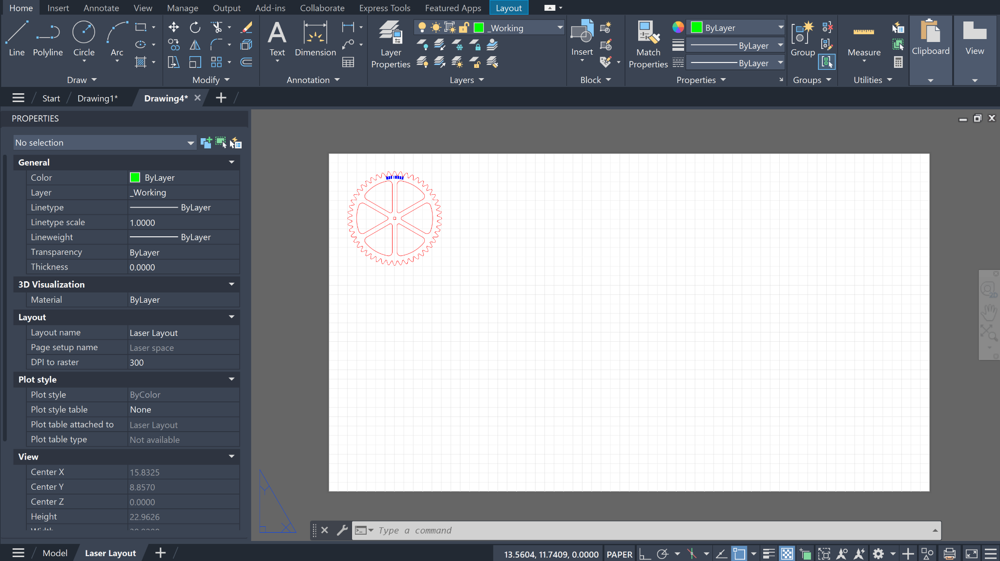 Home Insert Annotate View Manage Output Add-ins Collaborate Express Tools Featured Apps Layout
Line Polyline Circle Arc
Draw
Modify
Text Dimension
Annotation
Layer Properties
_Working
Layers
Insert
Block
Match Properties
ByLayer
ByLayer
ByLayer
Properties
Group
Groups
Measure
Utilities
Clipboard
View
Start Drawing1* Drawing4*
PROPERTIES
No selection
General
Color ByLayer
Layer _Working
Linetype ByLayer
Linetype scale 1.0000
Lineweight ByLayer
Transparency ByLayer
Thickness 0.0000
3D Visualization
Material ByLayer
Layout
Layout name Laser Layout
Page setup name Laser space
DPI to raster 300
Plot style
Plot style ByColor
Plot style table None
Plot table attached to Laser Layout
Plot table type Not available
View
Center X 15.8325
Center Y 8.8570
Center Z 0.0000
Height 22.9626
2D
Y
X
Type a command
Model Laser Layout
13.5604, 11.7409, 0.0000 PAPER